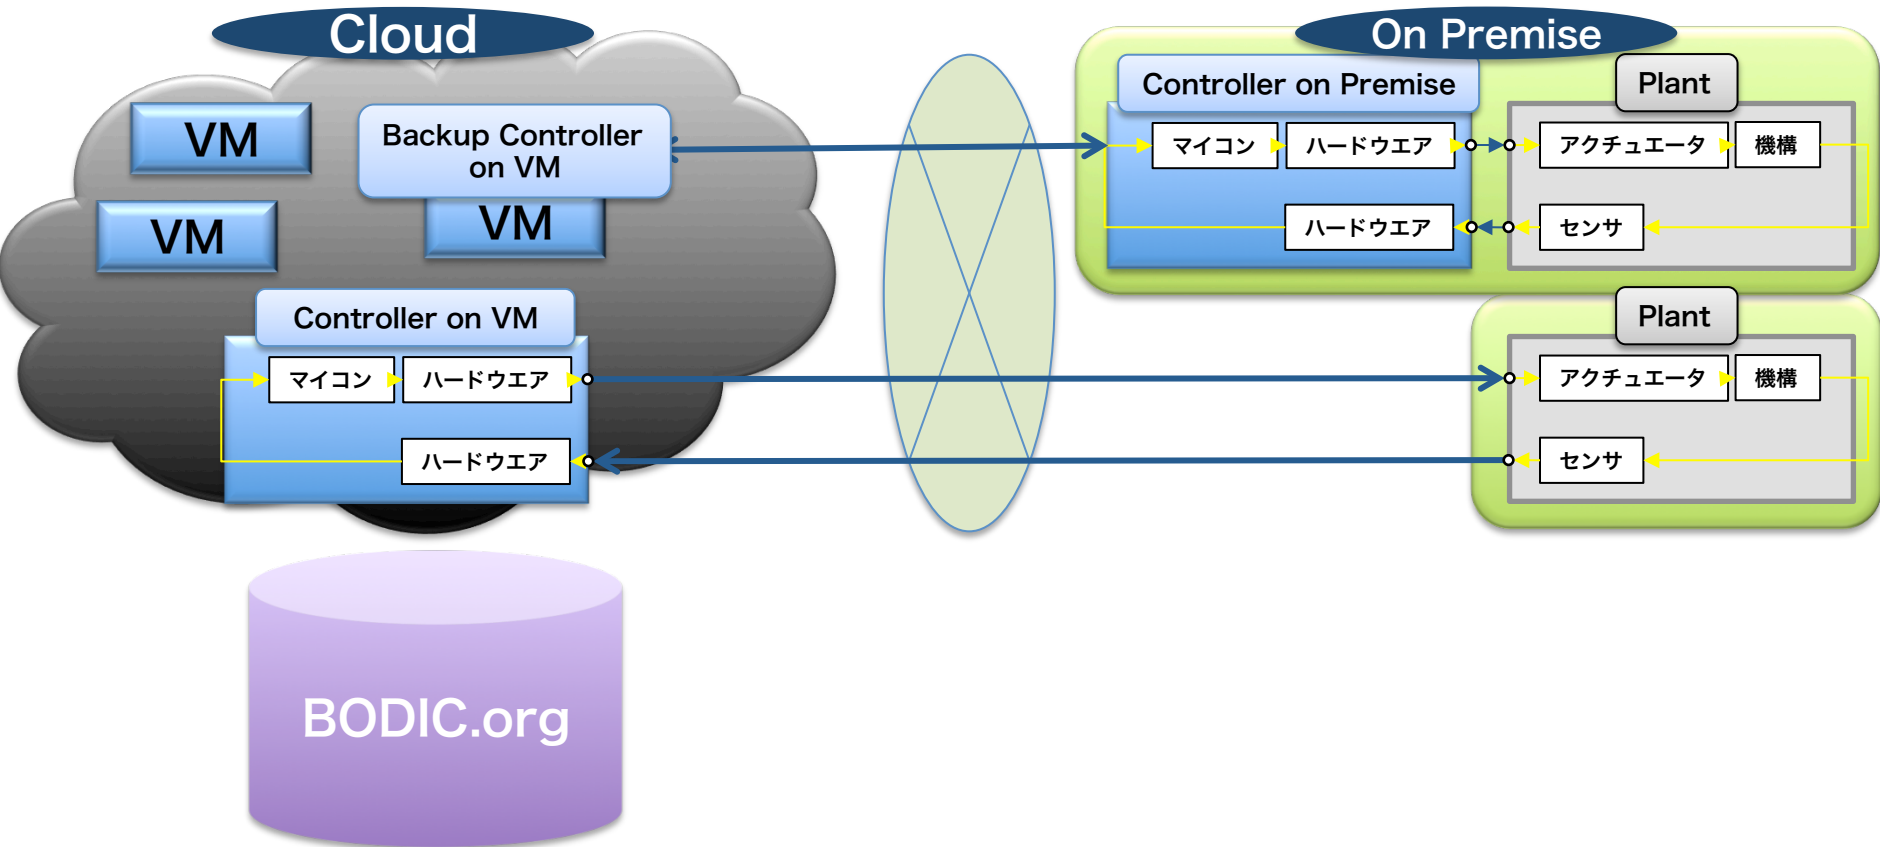 Cloud
On Premise
VM
Backup Controller
on VM
VM
VM
Controller on VM
マイコン
ハードウエア
ハードウエア
BODIC.org
Controller on Premise
Plant
マイコン
ハードウエア
アクチュエータ
機構
ハードウエア
センサ
Plant
アクチュエータ
機構
センサ